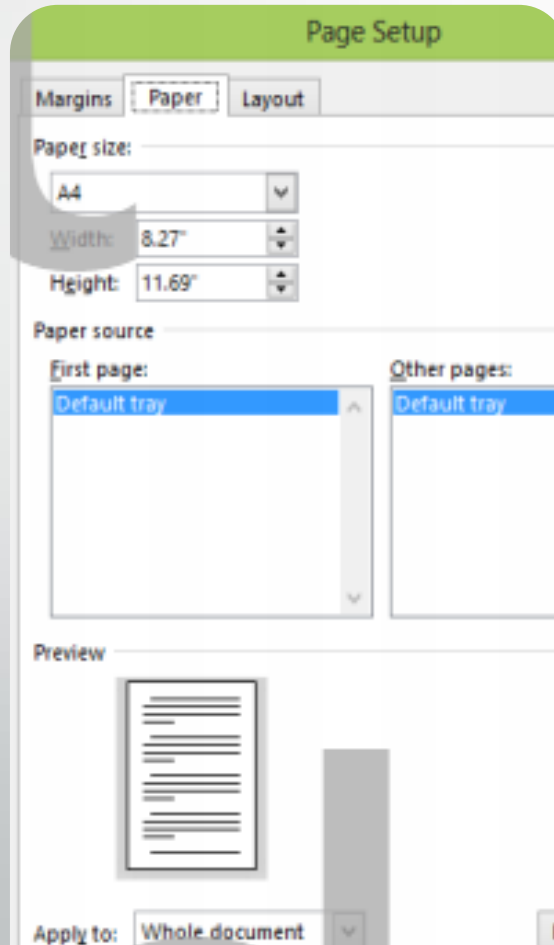 Page Setup
Margins Paper Layout
Paper size:
A4
Width: 8.27"
Height: 11.69"
Paper source
First page: Other pages:
Default tray Default tray
Preview
Apply to: Whole document